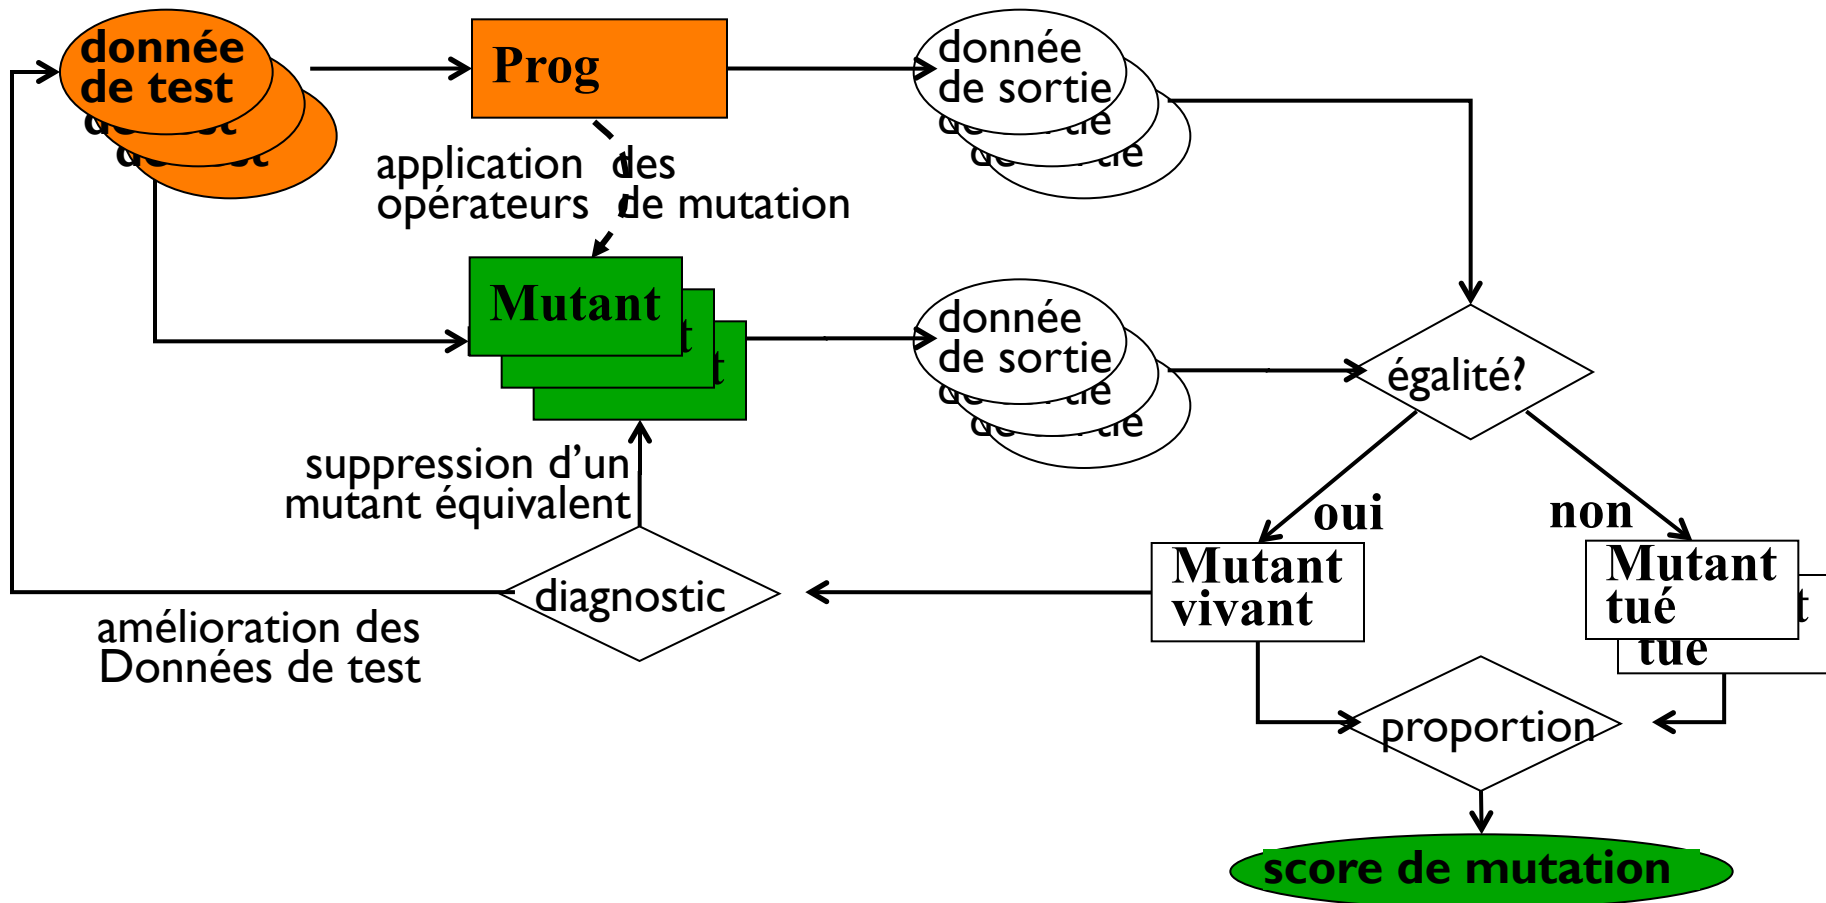 donnée
de test
Prog
donnée
de sortie
application des
opérateurs de mutation
Mutant
donnée
de sortie
égalité?
suppression d'un
mutant équivalent
oui
non
Mutant
vivant
Mutant
tué
tué
diagnostic
amélioration des
Données de test
proportion
score de mutation